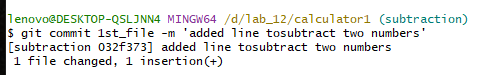 lenovo@DESKTOP-QSLJNN4 MINGW64 /d/lab_12/calculator1 (subtraction)
$ git commit 1st_file -m 'added line tosubtract two numbers'
[subtraction 032f373] added line tosubtract two numbers
 1 file changed, 1 insertion(+)